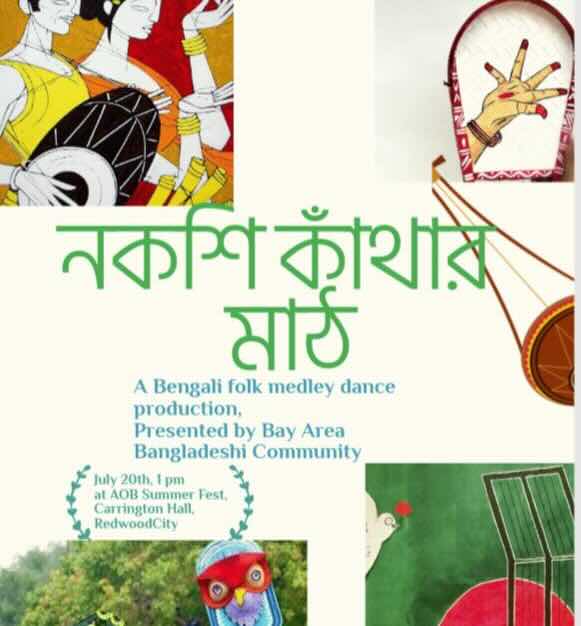 নকশি কাঁথার
মাঠ
A Bengali folk medley dance
production,
Presented by Bay Area
Bangladeshi Community
July 20th, 1 pm
at AOB Summer Fest,
Carrington Hall,
RedwoodCity